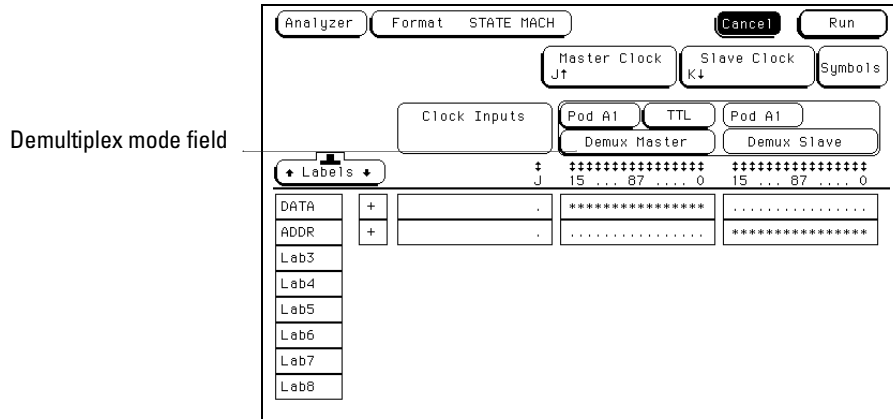 Analyzer Format STATE MACH Cancel Run
Master Clock Slave Clock Symbols
J↑ K↓
Clock Inputs Pod A1 TTL Pod A1
Demultiplex mode field Demux Master Demux Slave
↑ Labels ↓ ↕ ↕↕↕↕↕↕↕↕↕↕↕↕↕↕↕↕ ↕↕↕↕↕↕↕↕↕↕↕↕↕↕↕↕
J 15 ... 87 .... 0 15 ... 87 .... 0
DATA + . **************** ................
ADDR + . ................ ****************
Lab3
Lab4
Lab5
Lab6
Lab7
Lab8